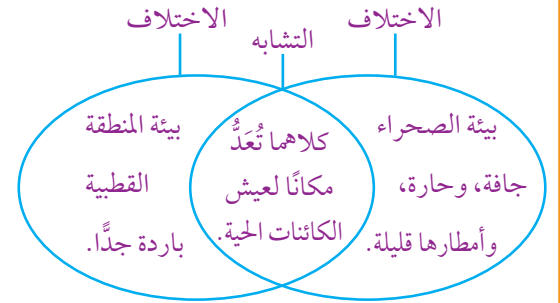 الاختلاف
التشابه
الاختلاف
بيئة الصحراء
جافة، وحارة،
وأمطارها قليلة.
كلاهما تُعَدُّ
مكانًا لعيش
الكائنات الحية.
بيئة المنطقة
القطبية
باردة جدًّا.